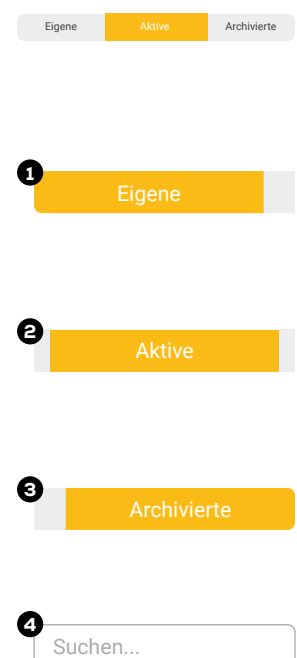 Eigene Aktive Archivierte
1
Eigene
2
Aktive
3
Archivierte
4
Suchen...